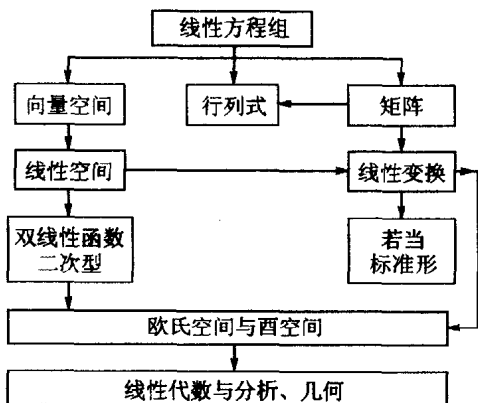 线性方程组
向量空间
行列式
矩阵
线性空间
线性变换
双线性函数
二次型
若当
标准形
欧氏空间与酉空间
线性代数与分析、几何